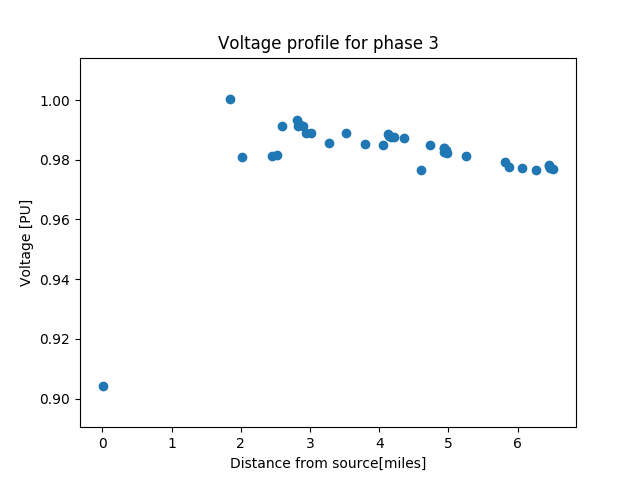 Voltage profile for phase 3
Voltage [PU]
1.00
0.98
0.96
0.94
0.92
0.90
0 1 2 3 4 5 6
Distance from source[miles]